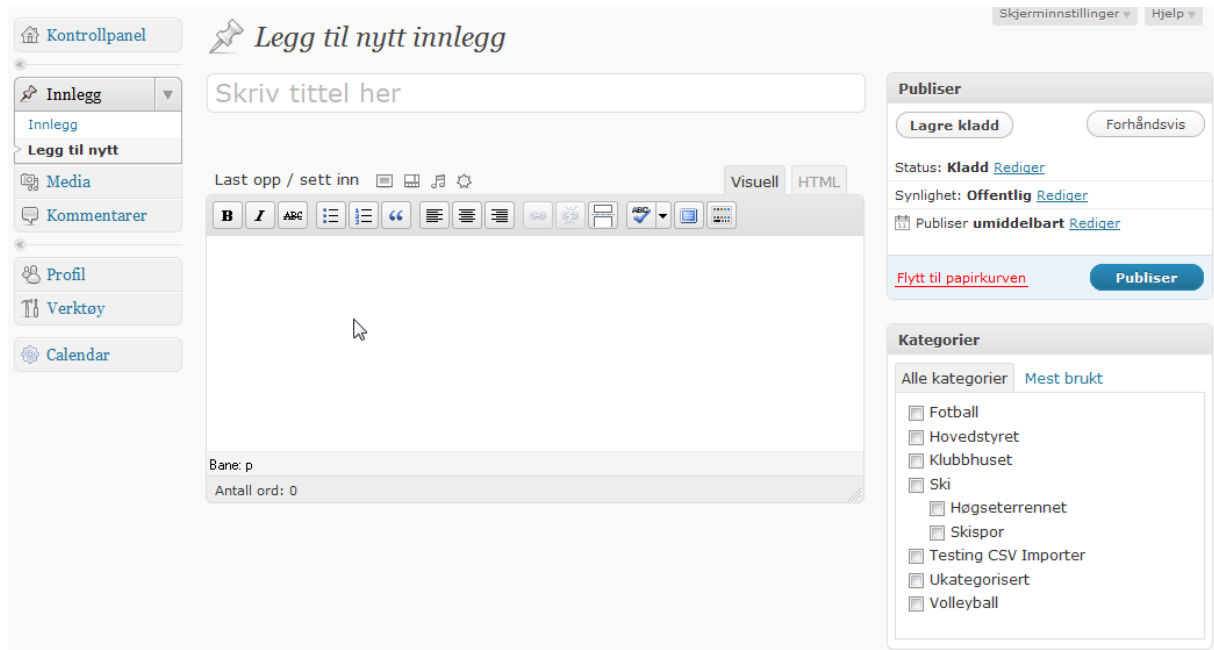 Skjerminnstillinger
Hjelp
Kontrollpanel
Innlegg
Innlegg
Legg til nytt
Media
Kommentarer
Profil
Verktøy
Calendar
Legg til nytt innlegg
Skriv tittel her
Last opp / sett inn
Visuell
HTML
B I ABC ABC
Bane: p
Antall ord: 0
Publiser
Lagre kladd
Forhåndsvis
Status: Kladd Rediger
Synlighet: Offentlig Rediger
11 Publiser umiddelbart Rediger
Flytt til papirkurven
Publiser
Kategorier
Alle kategorier
Mest brukt
Fotball
Hovedstyret
Klubbhuset
Ski
Høgseterrennet
Skispor
Testing CSV Importer
Ukategorisert
Volleyball